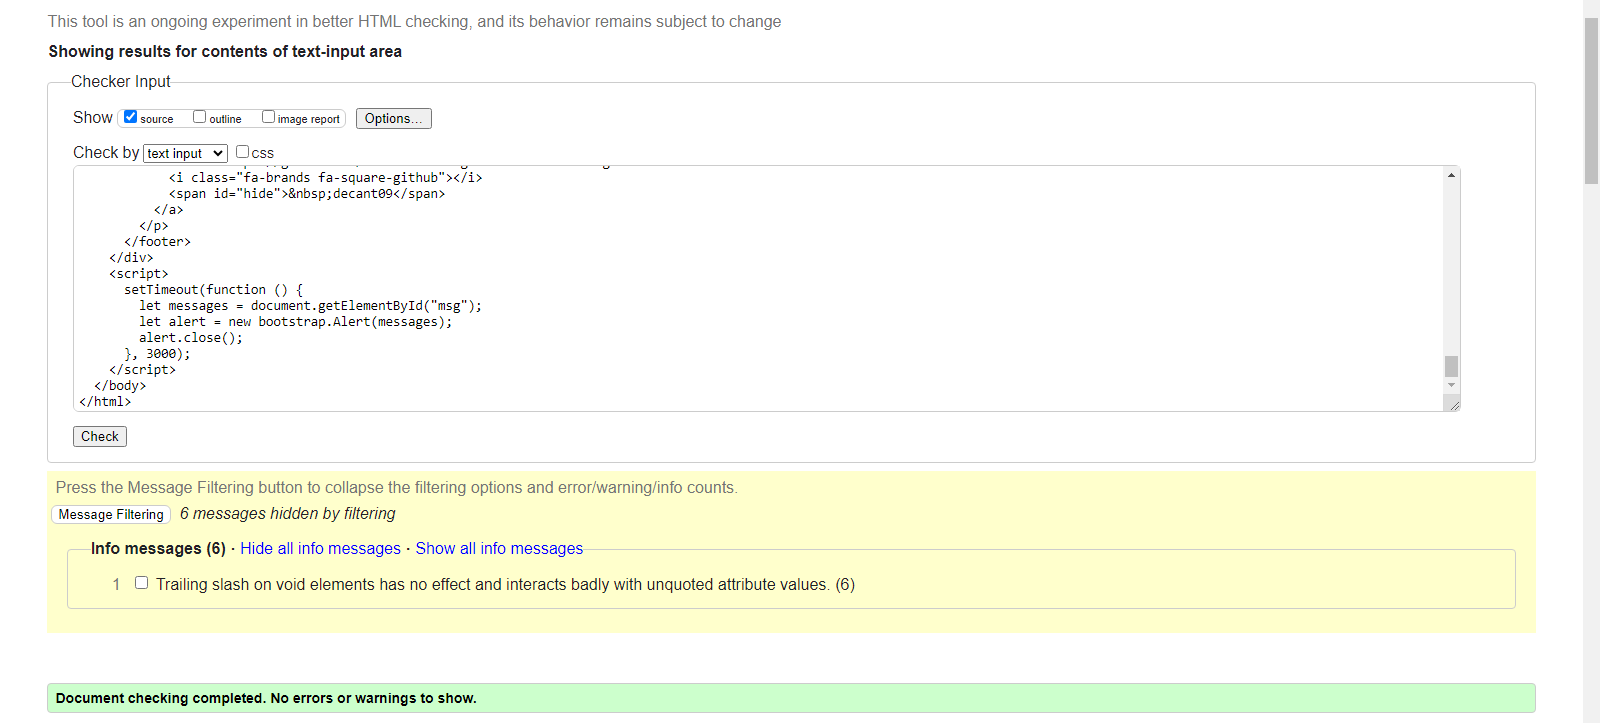 This tool is an ongoing experiment in better HTML checking, and its behavior remains subject to change
Showing results for contents of text-input area
Checker Input
Show source outline image report Options...
Check by text input css
<i class="fa-brands fa-square-github"></i>
<span id="hide">&nbsp;decant09</span>
</a>
</p>
</footer>
</div>
<script>
setTimeout(function () {
let messages = document.getElementById("msg");
let alert = new bootstrap.Alert(messages);
alert.close();
}, 3000);
</script>
</body>
</html>
Check
Press the Message Filtering button to collapse the filtering options and error/warning/info counts.
Message Filtering 6 messages hidden by filtering
Info messages (6) · Hide all info messages · Show all info messages
1 Trailing slash on void elements has no effect and interacts badly with unquoted attribute values. (6)
Document checking completed. No errors or warnings to show.